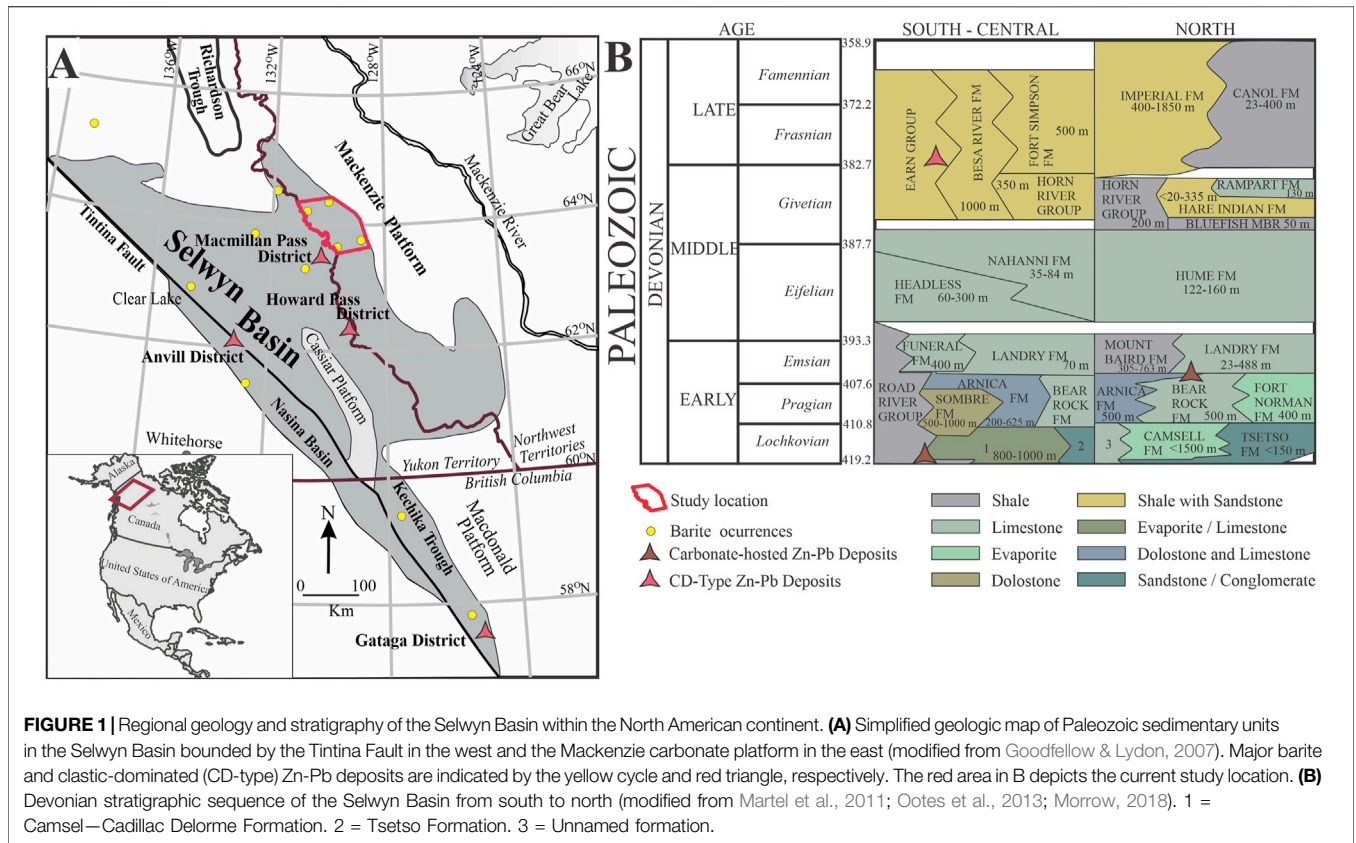 A
136°W
Richardson
Trough
132°W
128°W
124°W
66°N
Great Bear
Lake
Mackenzie Platform
Mackenzie River
64°N
Tintina Fault
Selwyn Basin
Macmillan Pass
District
Clear Lake
Howard Pass
District
62°N
Anvill District
Cassiar Platform
Nasina Basin
Whitehorse
Northwest
Territories
Yukon Territory
60°N
British Columbia
Kechika Trough
Macdonald
Platform
N
0 100
Km
58°N
Gataga District
Alaska
Canada
United States of America
Mexico
B
AGE
SOUTH - CENTRAL
NORTH
PALEOZOIC
DEVONIAN
LATE
MIDDLE
EARLY
Famennian
Frasnian
Givetian
Eifelian
Emsian
Pragian
Lochkovian
358.9
372.2
382.7
387.7
393.3
407.6
410.8
419.2
EARN GROUP
BESA RIVER FM
1000 m
FORT SIMPSON
FM
500 m
350 m
HORN
RIVER
GROUP
NAHANNI FM
35-84 m
HEADLESS
FM
60-300 m
FUNERAL
FM
400 m
LANDRY FM
70 m
ROAD
RIVER
GROUP
ARNICA
FM
200-625 m
SOMBRE
FM
500-1000 m
BEAR
ROCK
FM
1
800-1000 m
2
IMPERIAL FM
400-1850 m
CANOL FM
23-400 m
HORN
RIVER
GROUP
200 m
RAMPART FM
130 m
<20-335 m
HARE INDIAN FM
BLUEFISH MBR 50 m
HUME FM
122-160 m
MOUNT
BAIRD FM
305-763 m
LANDRY FM
23-488 m
ARNICA
FM
500 m
BEAR
ROCK
FM
500 m
FORT
NORMAN
FM 400 m
3
CAMSELL
FM <1500 m
TSETSO
FM <150 m
Study location
Barite ocurrences
Carbonate-hosted Zn-Pb Deposits
CD-Type Zn-Pb Deposits
Shale
Limestone
Evaporite
Dolostone
Shale with Sandstone
Evaporite / Limestone
Dolostone and Limestone
Sandstone / Conglomerate
FIGURE 1 | Regional geology and stratigraphy of the Selwyn Basin within the North American continent. (A) Simplified geologic map of Paleozoic sedimentary units
in the Selwyn Basin bounded by the Tintina Fault in the west and the Mackenzie carbonate platform in the east (modified from Goodfellow & Lydon, 2007). Major barite
and clastic-dominated (CD-type) Zn-Pb deposits are indicated by the yellow cycle and red triangle, respectively. The red area in B depicts the current study location. (B)
Devonian stratigraphic sequence of the Selwyn Basin from south to north (modified from Martel et al., 2011; Ootes et al., 2013; Morrow, 2018). 1 =
Camsel—Cadillac Delorme Formation. 2 = Tsetso Formation. 3 = Unnamed formation.